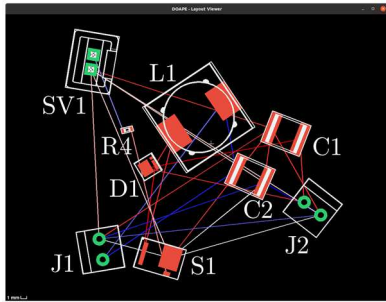 DOAPE - Layout Viewer
L1
SV1
R4
C1
D1
C2
J2
J1
S1
1 mm